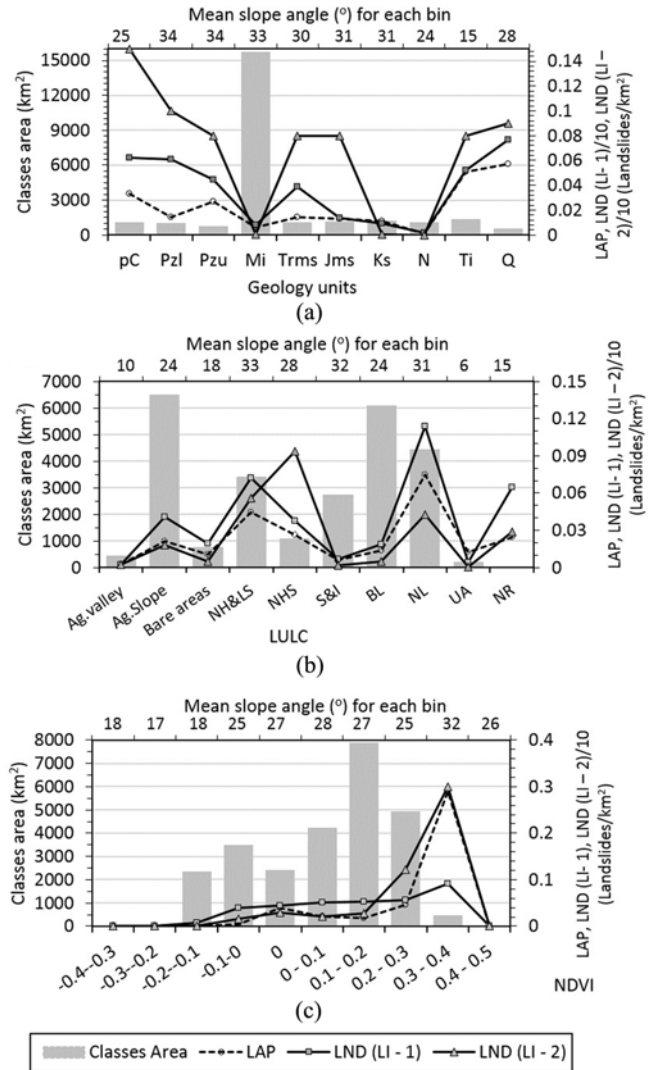 Mean slope angle (°) for each bin
25 34 34 33 30 31 31 24 15 28
Classes area (km²)
15000
12000
9000
6000
3000
0
0.14
0.12
0.1
0.08
0.06
0.04
0.02
0
LAP, LND (LI- 1)/10, LND (LI –
2)/10 (Landslides/km²)
pC Pzl Pzu Mi Trms Jms Ks N Ti Q
Geology units
(a)
Mean slope angle (°) for each bin
10 24 18 33 28 32 24 31 6 15
Classes area (km²)
7000
6000
5000
4000
3000
2000
1000
0
0.15
0.12
0.09
0.06
0.03
0
LAP, LND (LI- 1), LND (LI – 2)/10
(Landslides/km²)
Ag.valley Ag.Slope Bare areas NH&LS NHS S&I BL NL UA NR
LULC
(b)
Mean slope angle (°) for each bin
18 17 18 25 27 28 27 25 32 26
Classes area (km²)
8000
7000
6000
5000
4000
3000
2000
1000
0
0.4
0.3
0.2
0.1
0
LAP, LND (LI- 1), LND (LI – 2)/10
(Landslides/km²)
-0.4--0.3 -0.3--0.2 -0.2--0.1 -0.1-0 0 0 - 0.1 0.1 - 0.2 0.2 - 0.3 0.3 - 0.4 0.4 - 0.5
NDVI
(c)
Classes Area LAP LND (LI - 1) LND (LI - 2)